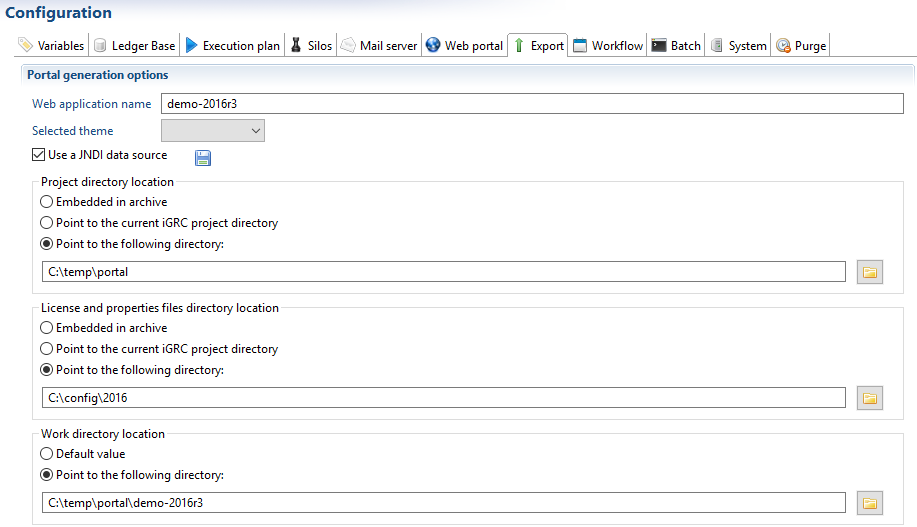 Configuration
Variables Ledger Base Execution plan Silos Mail server Web portal Export Workflow Batch System Purge
Portal generation options
Web application name demo-2016r3
Selected theme
Use a JNDI data source
Project directory location
Embedded in archive
Point to the current iGRC project directory
Point to the following directory:
C:\temp\portal
License and properties files directory location
Embedded in archive
Point to the current iGRC project directory
Point to the following directory:
C:\config\2016
Work directory location
Default value
Point to the following directory:
C:\temp\portal\demo-2016r3